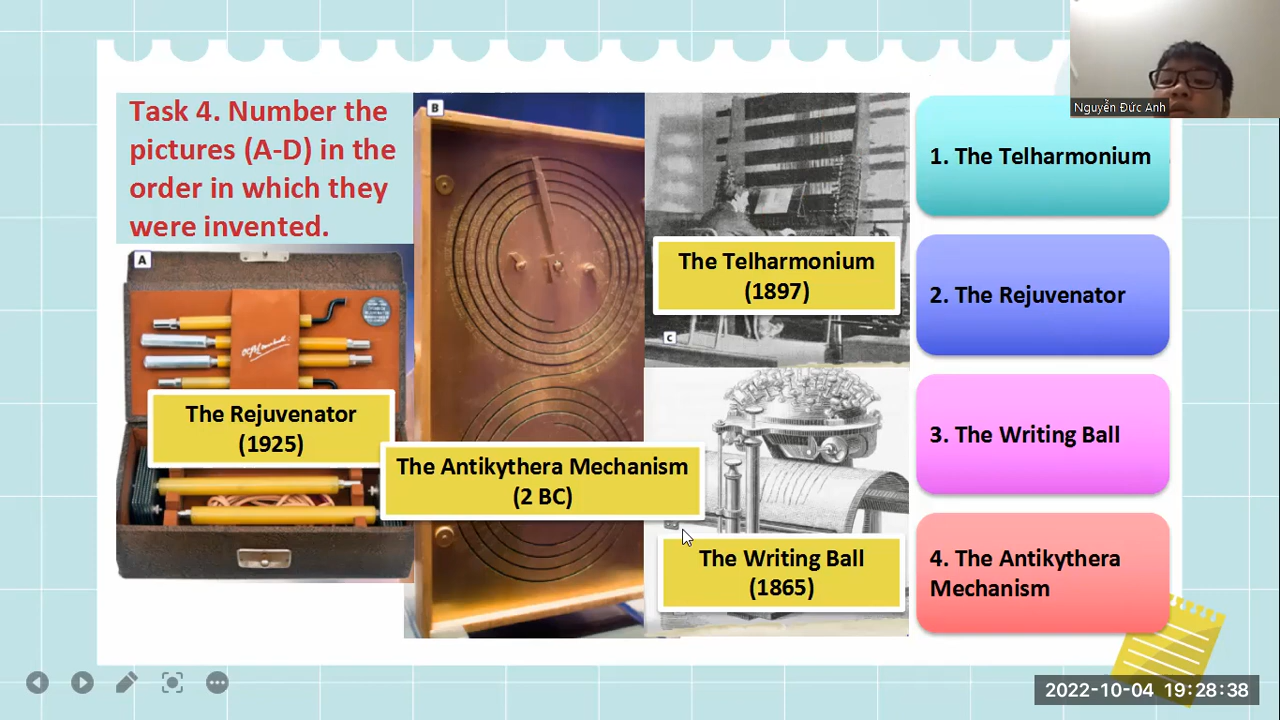 Task 4. Number the
pictures (A-D) in the
order in which they
were invented.
A
The Rejuvenator
(1925)
B
The Antikythera Mechanism
(2 BC)
The Telharmonium
(1897)
C
The Writing Ball
(1865)
Nguyễn Đức Anh
1. The Telharmonium
2. The Rejuvenator
3. The Writing Ball
4. The Antikythera
Mechanism
2022-10-04 19:28:38